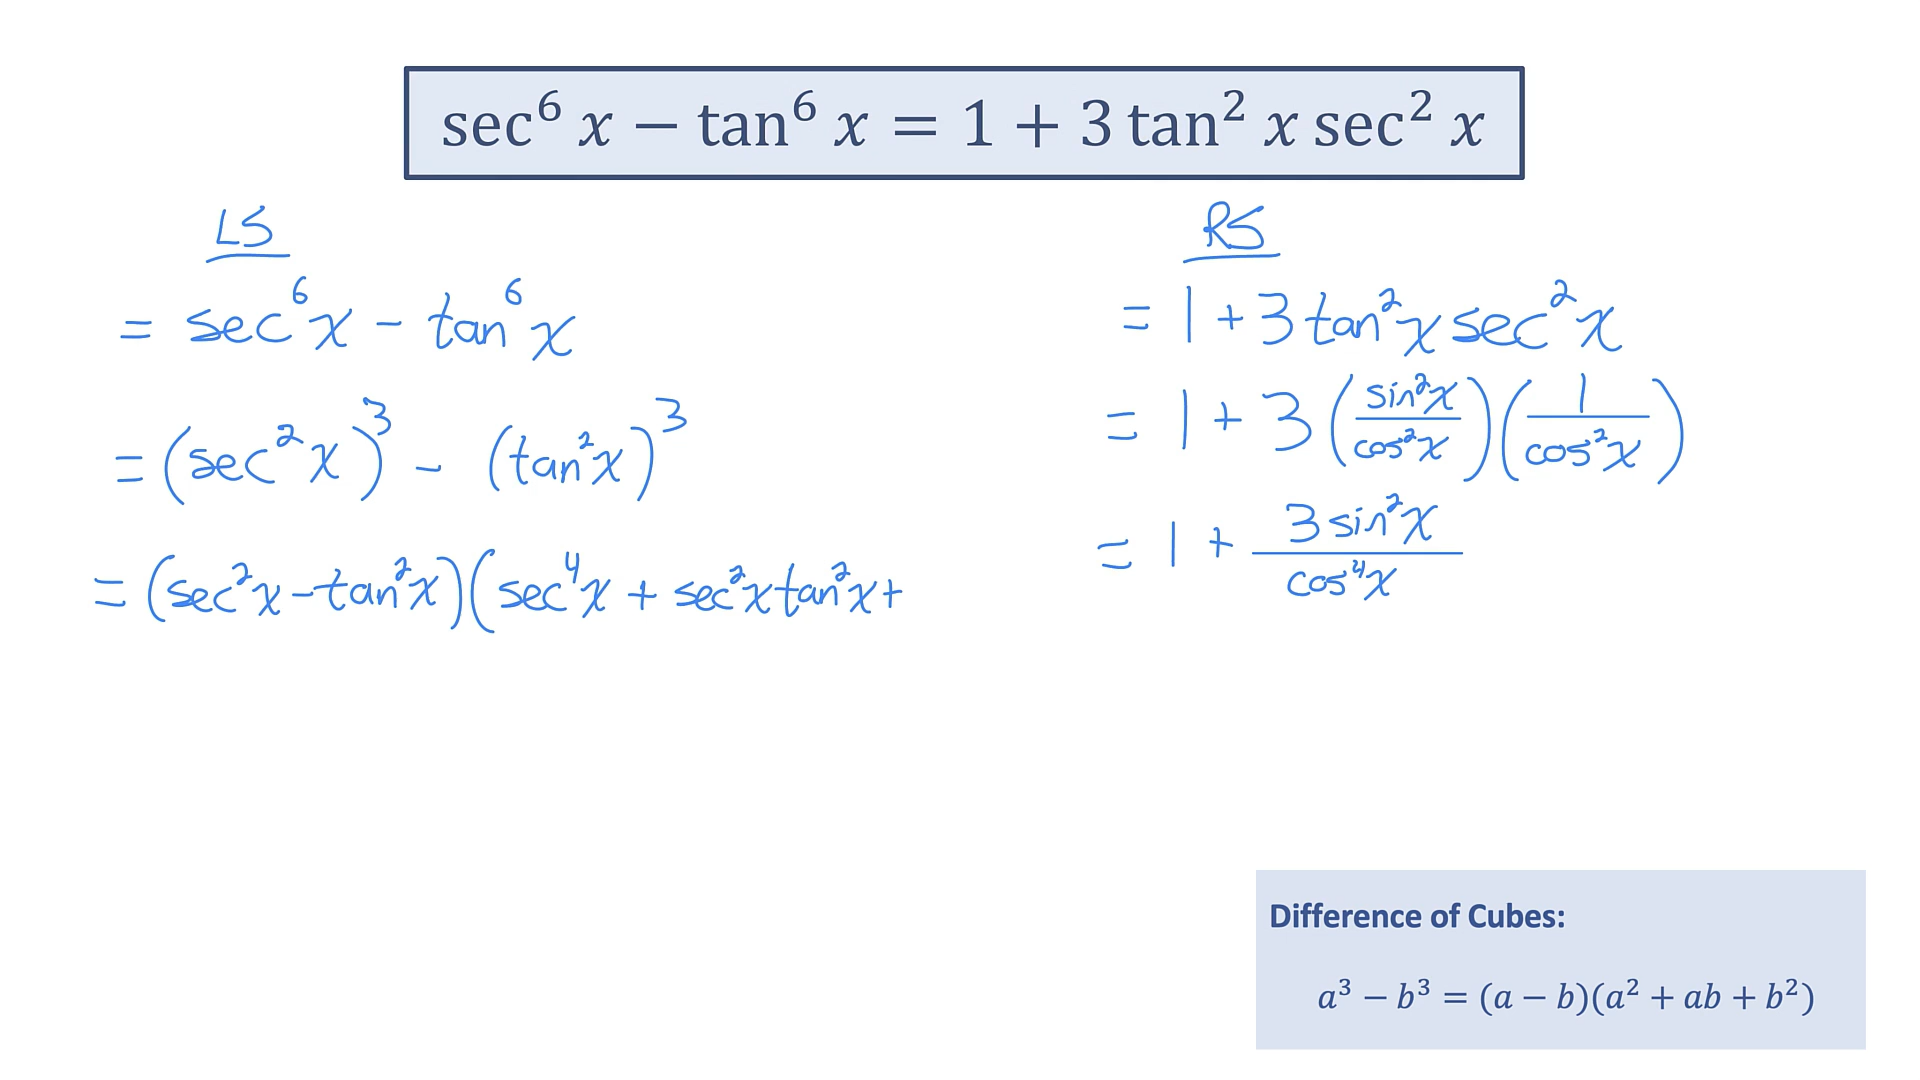 sec⁶ x − tan⁶ x = 1 + 3 tan² x sec² x
LS
= sec⁶x − tan⁶x
= (sec²x)³ − (tan²x)³
= (sec²x − tan²x)(sec⁴x + sec²x tan²x +
RS
= 1 + 3 tan²x sec²x
= 1 + 3 (sin²x/cos²x)(1/cos²x)
= 1 + 3 sin²x/cos⁴x
Difference of Cubes:
a³ − b³ = (a − b)(a² + ab + b²)